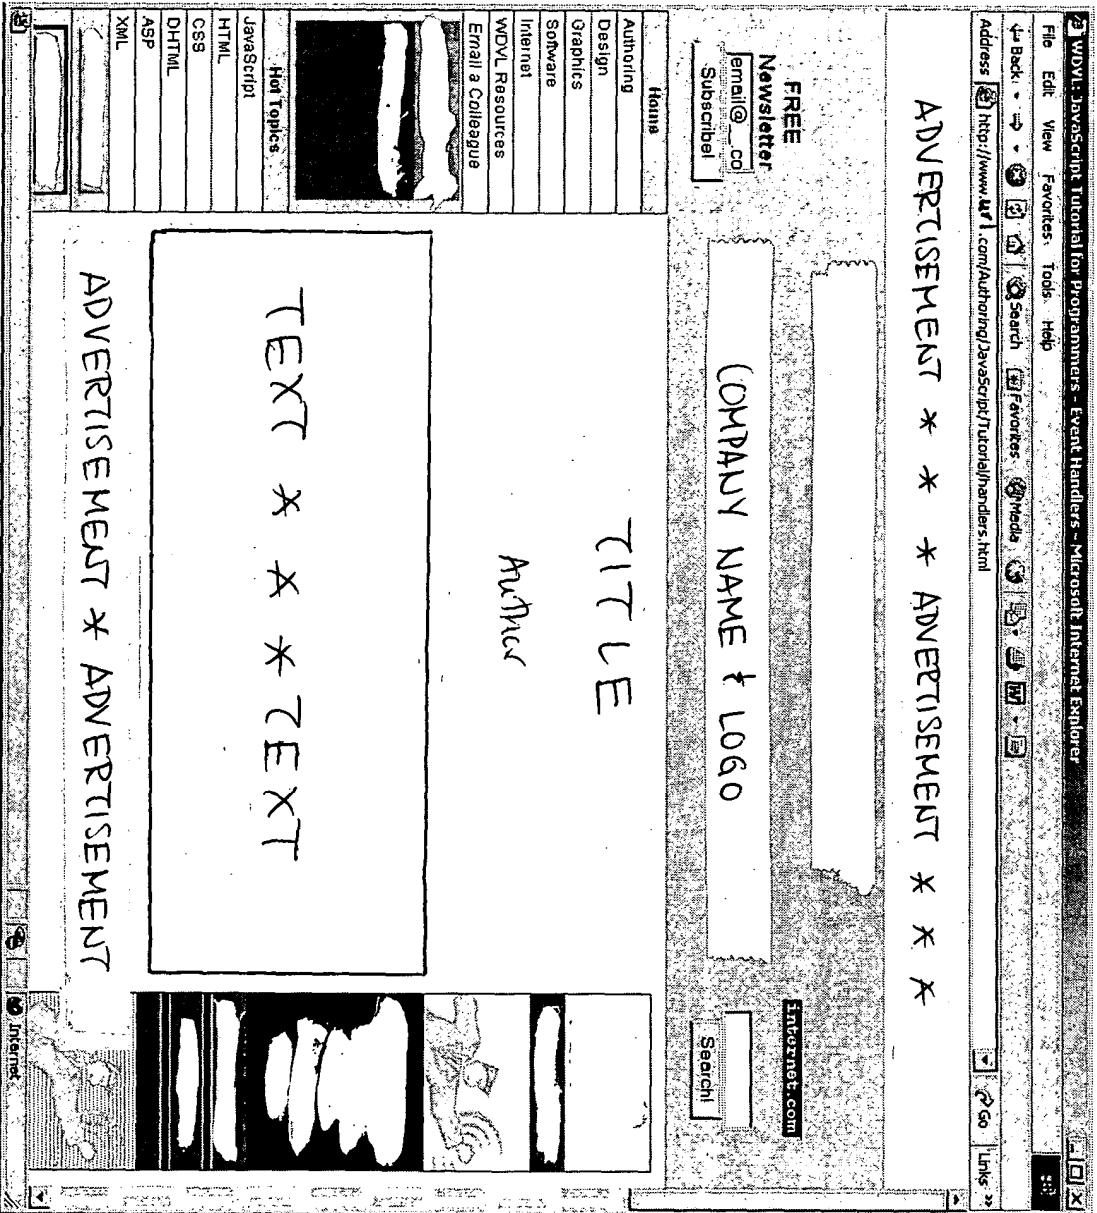 WDVL: JavaScript Tutorial for Programmers - Event Handlers - Microsoft Internet Explorer
File Edit View Favorites Tools Help
Back Search Favorites Media
Address http://www. .com/Authoring/JavaScript/Tutorial/handlers.html Go Links »
ADVERTISEMENT * * * ADVERTISEMENT * * *
FREE
Newsletter
email@__.co
Subscribe!
COMPANY NAME & LOGO
internet.com
Search!
Home
Authoring
Design
Graphics
Software
Internet
WDVL Resources
Email a Colleague
Hot Topics
JavaScript
HTML
CSS
DHTML
ASP
XML
TITLE
Author
TEXT * * * TEXT
ADVERTISEMENT * ADVERTISEMENT
Internet